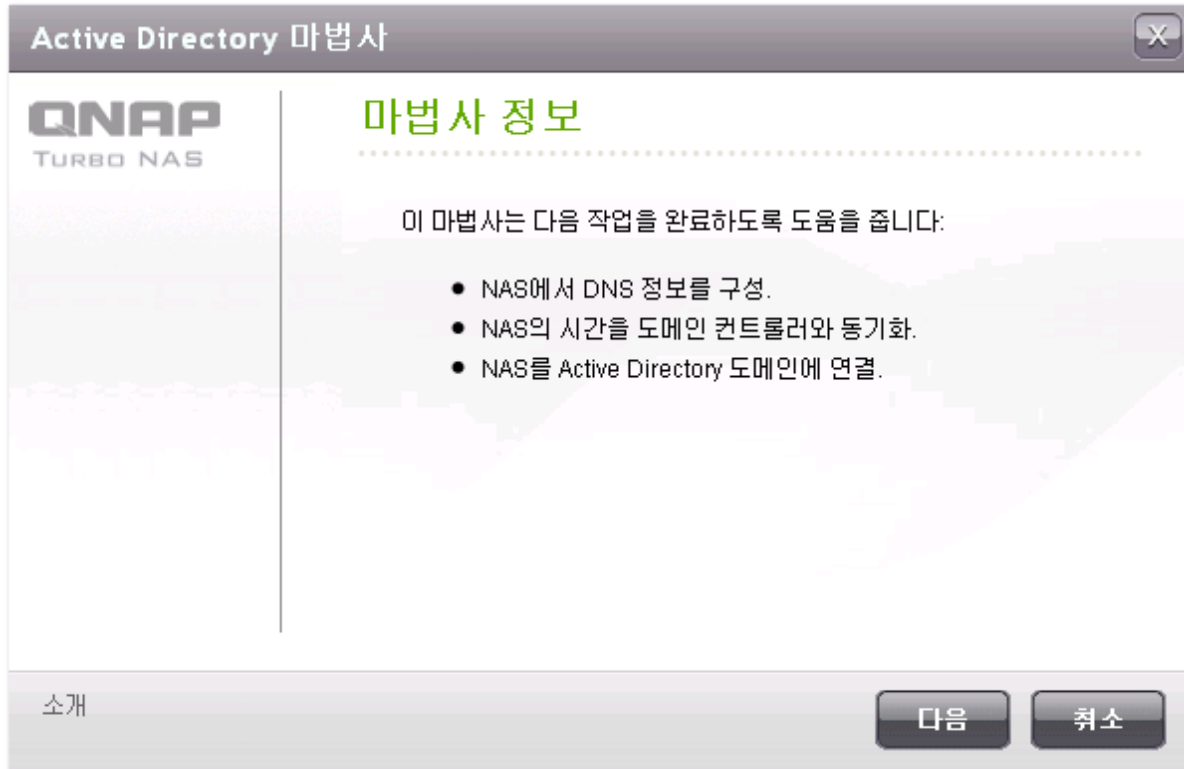 Active Directory 마법사
X
QNAP
TURBO NAS
마법사 정보
이 마법사는 다음 작업을 완료하도록 도움을 줍니다:
● NAS에서 DNS 정보를 구성.
● NAS의 시간을 도메인 컨트롤러와 동기화.
● NAS를 Active Directory 도메인에 연결.
소개
다음
취소